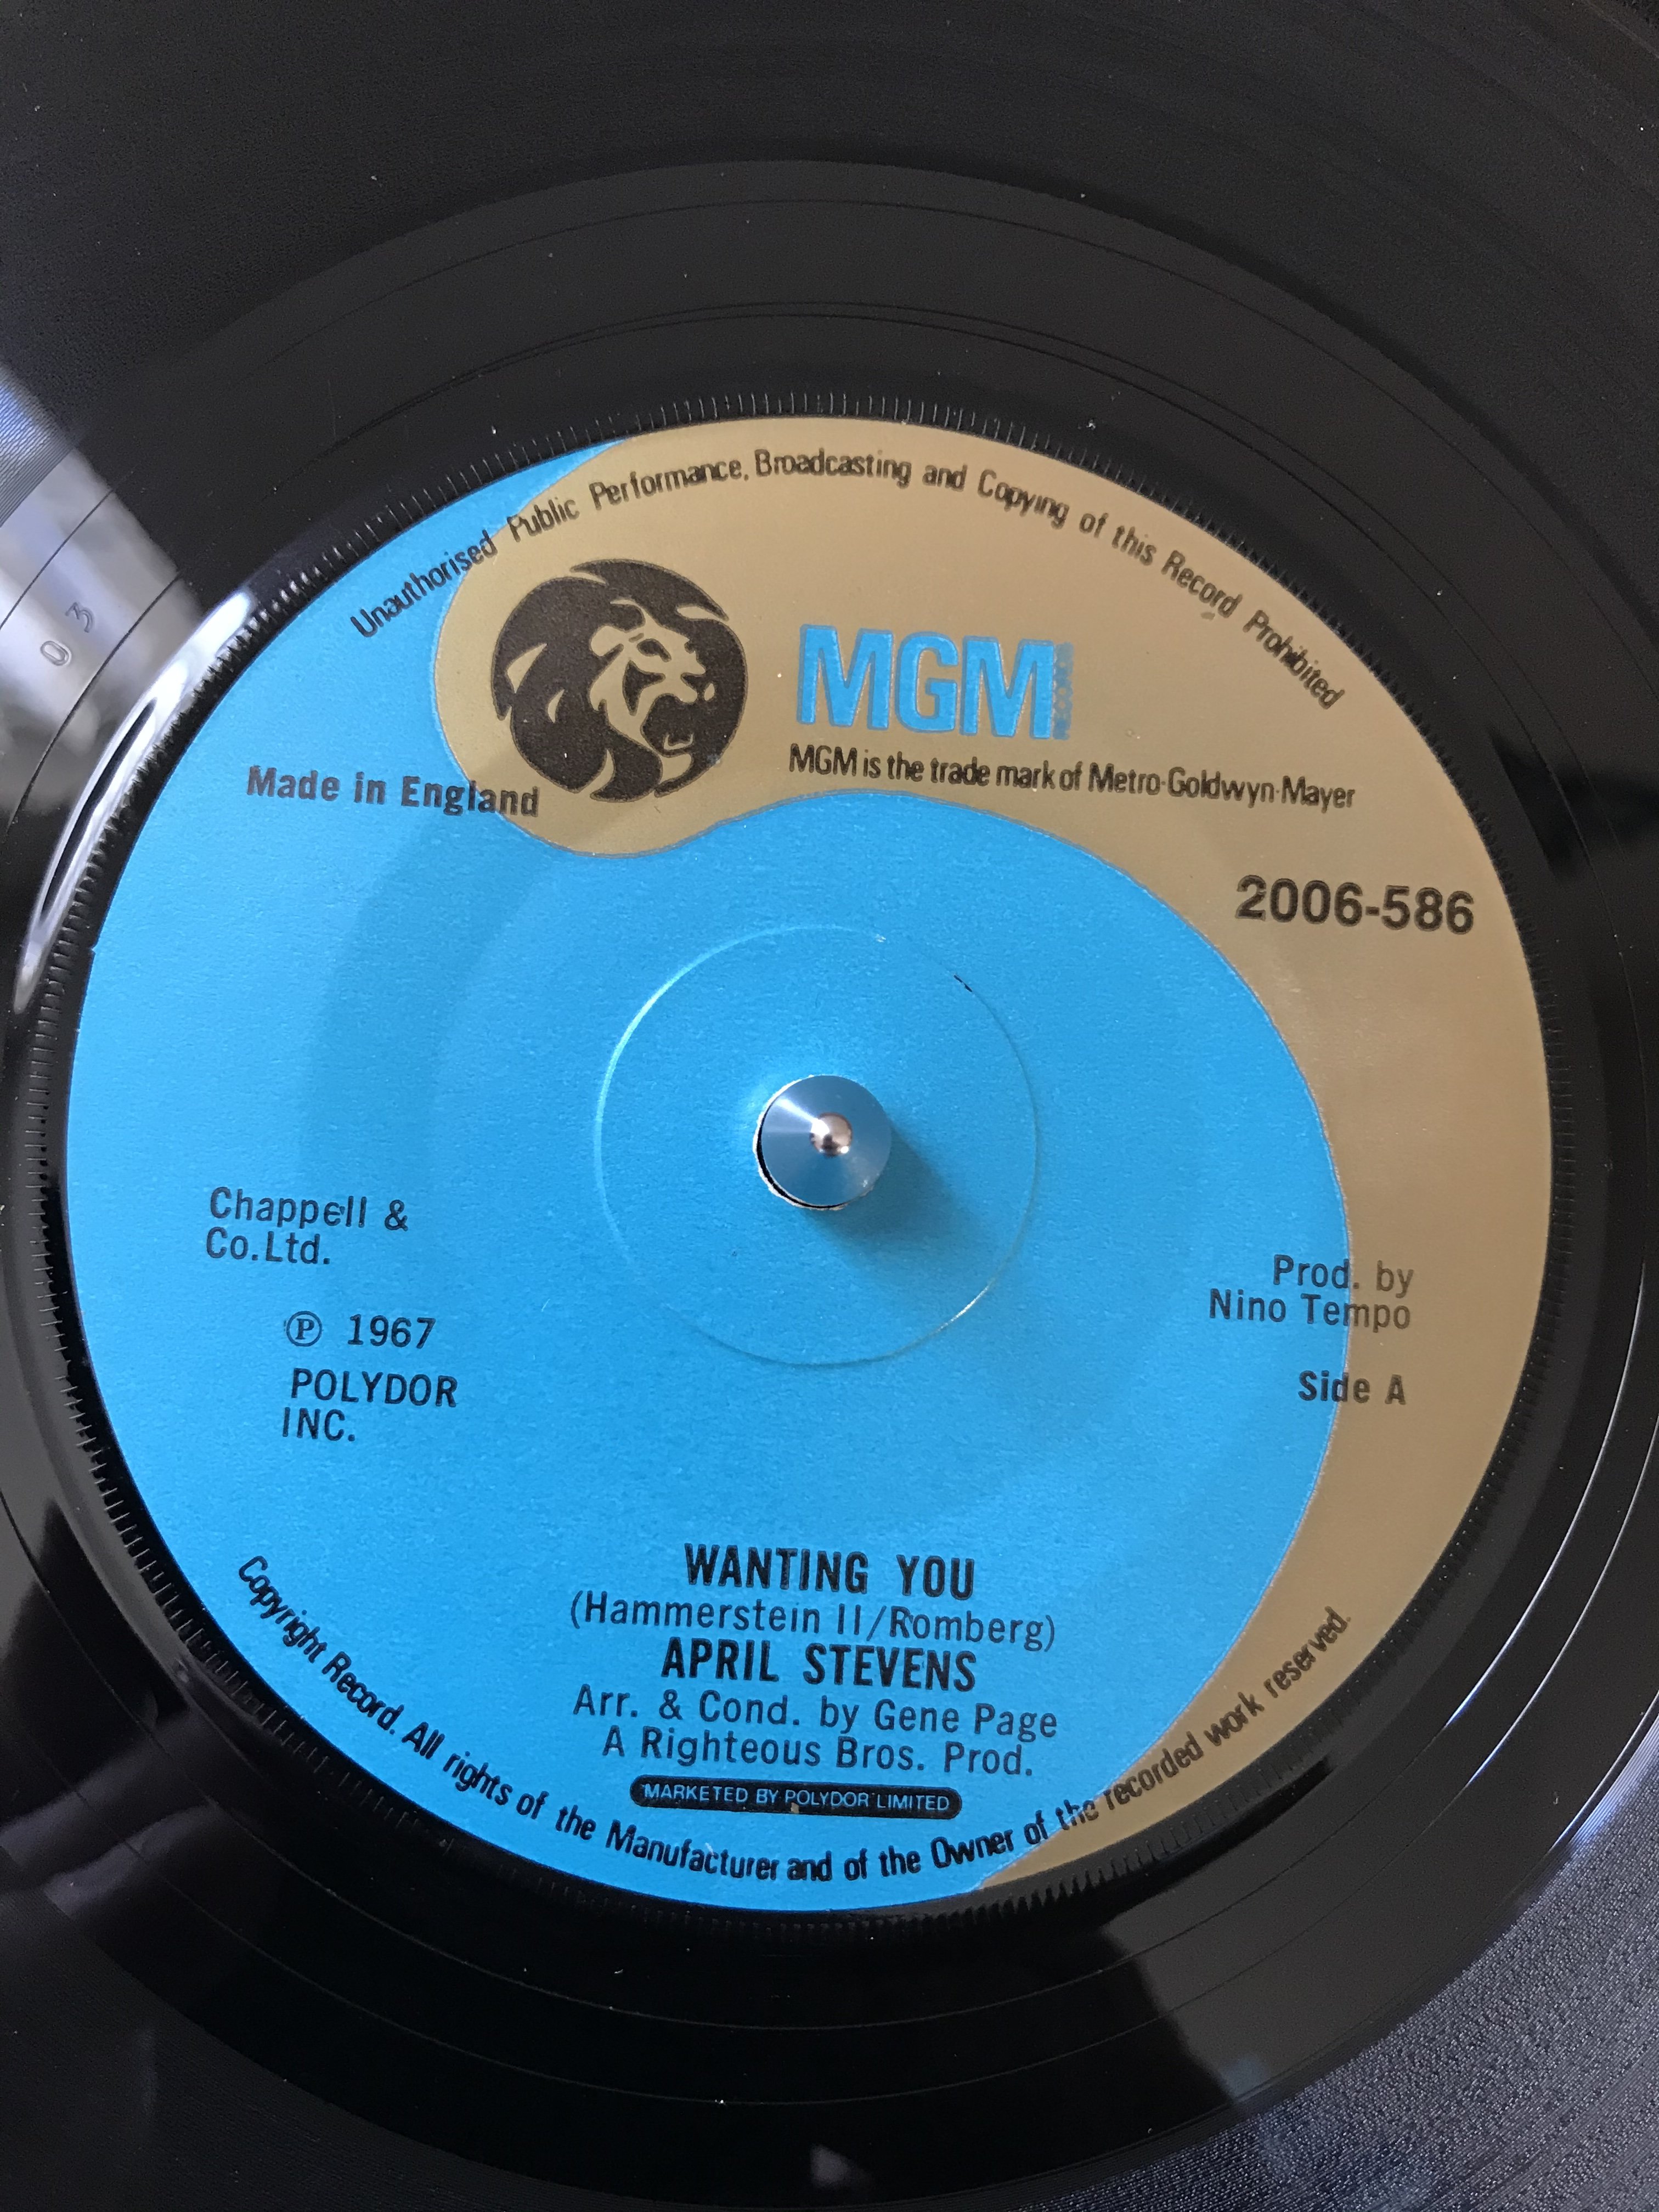 Unauthorised Public Performance, Broadcasting and Copying of this Record Prohibited
MGM RECORDS
MGM is the trade mark of Metro-Goldwyn-Mayer
Made in England
2006-586
03
Chappell &
Co.Ltd.
Ⓟ 1967
POLYDOR
INC.
Prod. by
Nino Tempo
Side A
WANTING YOU
(Hammerstein II/Romberg)
APRIL STEVENS
Arr. & Cond. by Gene Page
A Righteous Bros. Prod.
MARKETED BY POLYDOR LIMITED
Copyright Record. All rights of the Manufacturer and of the Owner of the recorded work reserved.